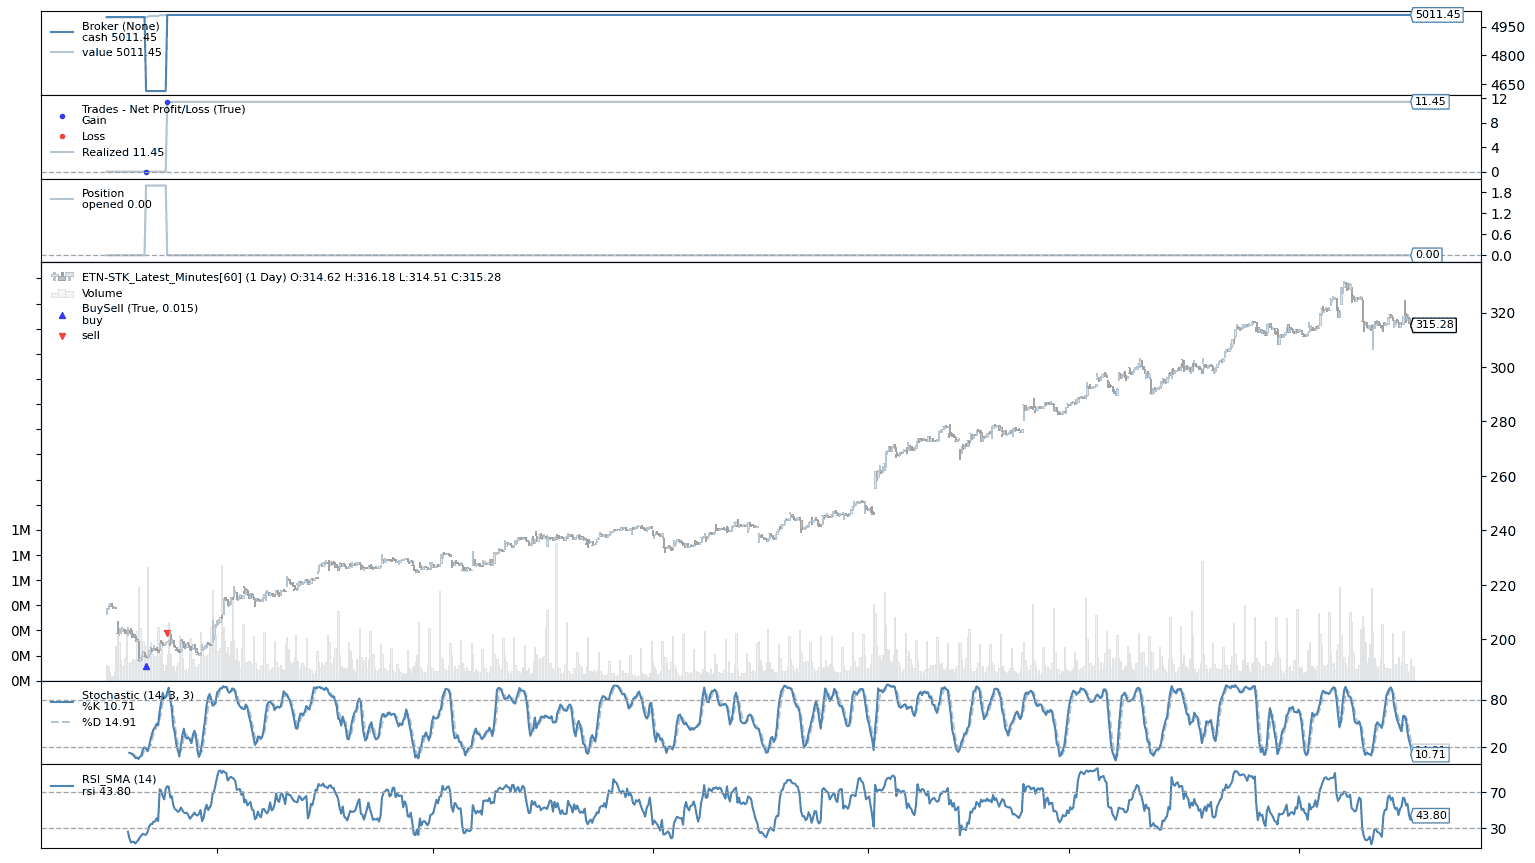 Broker (None)
cash 5011.45
value 5011.45
5011.45
4950
4800
4650
Trades - Net Profit/Loss (True)
Gain
Loss
Realized 11.45
11.45
12
8
4
0
Position
opened 0.00
1.8
1.2
0.6
0.0
0.00
ETN-STK_Latest_Minutes[60] (1 Day) O:314.62 H:316.18 L:314.51 C:315.28
Volume
BuySell (True, 0.015)
buy
sell
320
315.28
300
280
260
240
220
200
1M
1M
1M
0M
0M
0M
0M
Stochastic (14, 3, 3)
%K 10.71
%D 14.91
80
20
10.71
RSI_SMA (14)
rsi 43.80
70
43.80
30